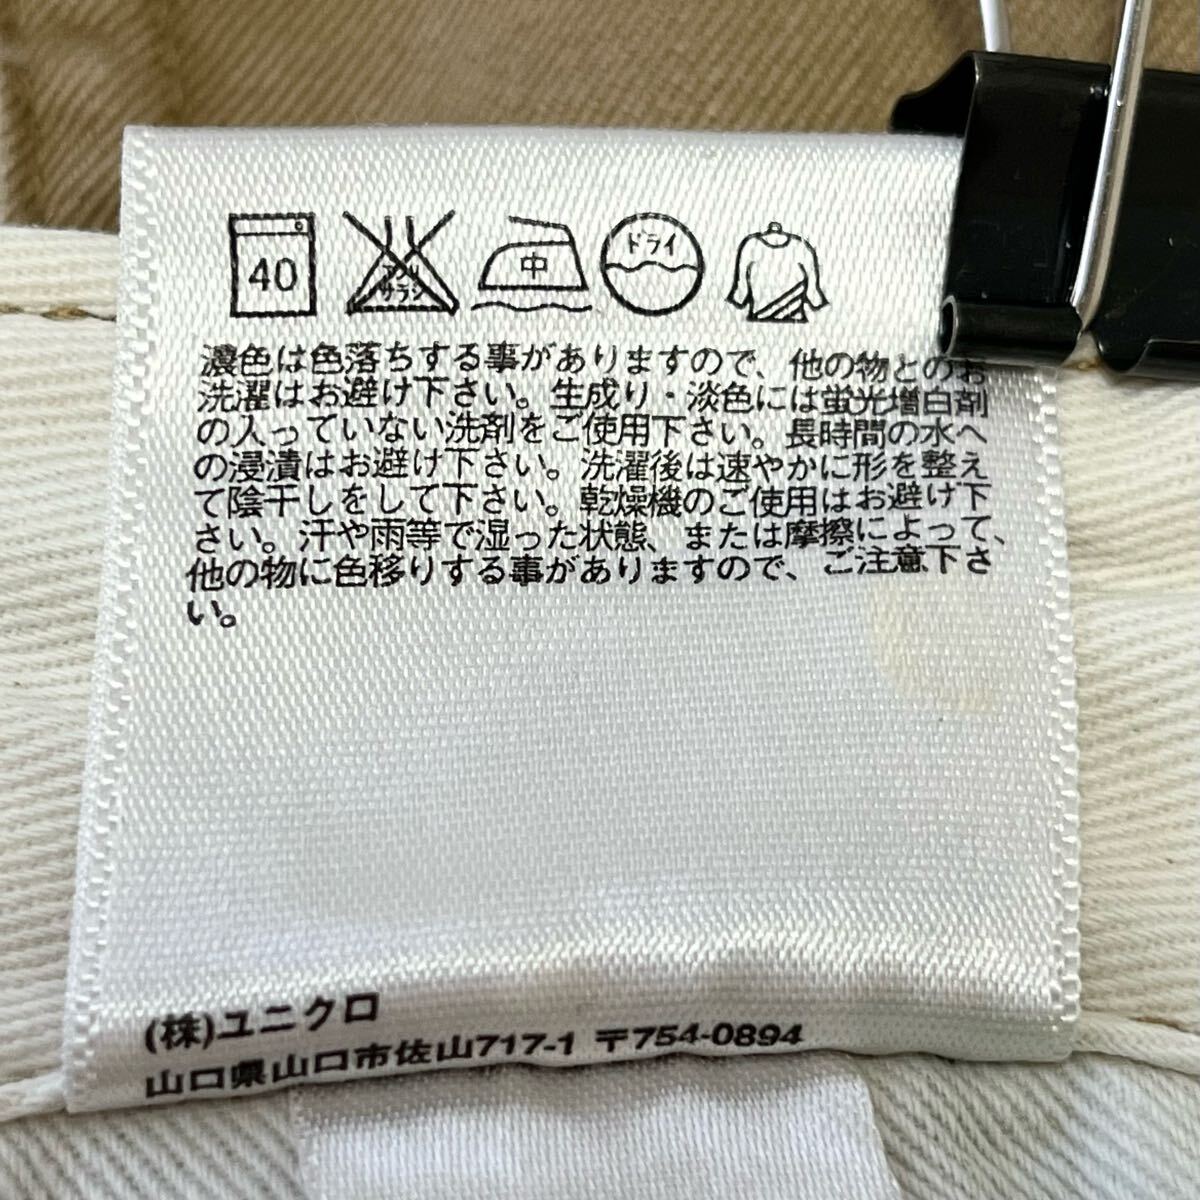 40 エンソ サラシ 中 ドライ
濃色は色落ちする事がありますので、他の物とのお
洗濯はお避け下さい。生成り・淡色には蛍光増白剤
の入っていない洗剤をご使用下さい。長時間の水へ
の浸漬はお避け下さい。洗濯後は速やかに形を整え
て陰干しをして下さい。乾燥機のご使用はお避け下
さい。汗や雨等で湿った状態、または摩擦によって、
他の物に色移りする事がありますので、ご注意下さ
い。
(株)ユニクロ
山口県山口市佐山717-1 〒754-0894